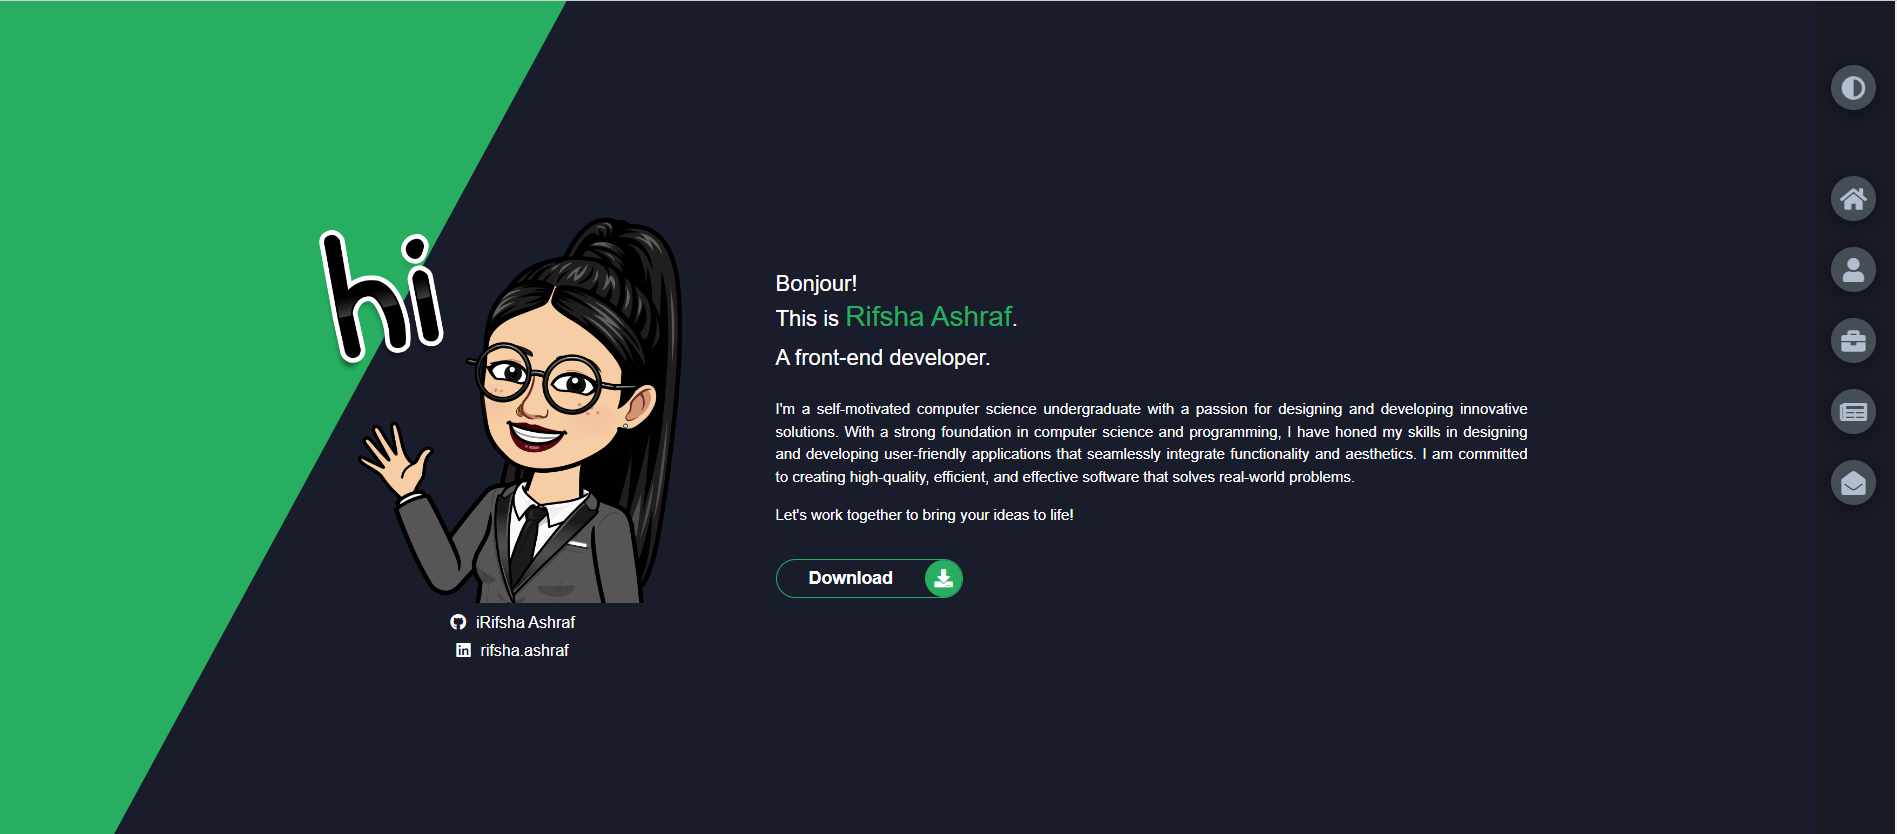 hi
Bonjour!
This is Rifsha Ashraf.
A front-end developer.
I'm a self-motivated computer science undergraduate with a passion for designing and developing innovative
solutions. With a strong foundation in computer science and programming, I have honed my skills in designing
and developing user-friendly applications that seamlessly integrate functionality and aesthetics. I am committed
to creating high-quality, efficient, and effective software that solves real-world problems.
Let's work together to bring your ideas to life!
Download
iRifsha Ashraf
in rifsha.ashraf